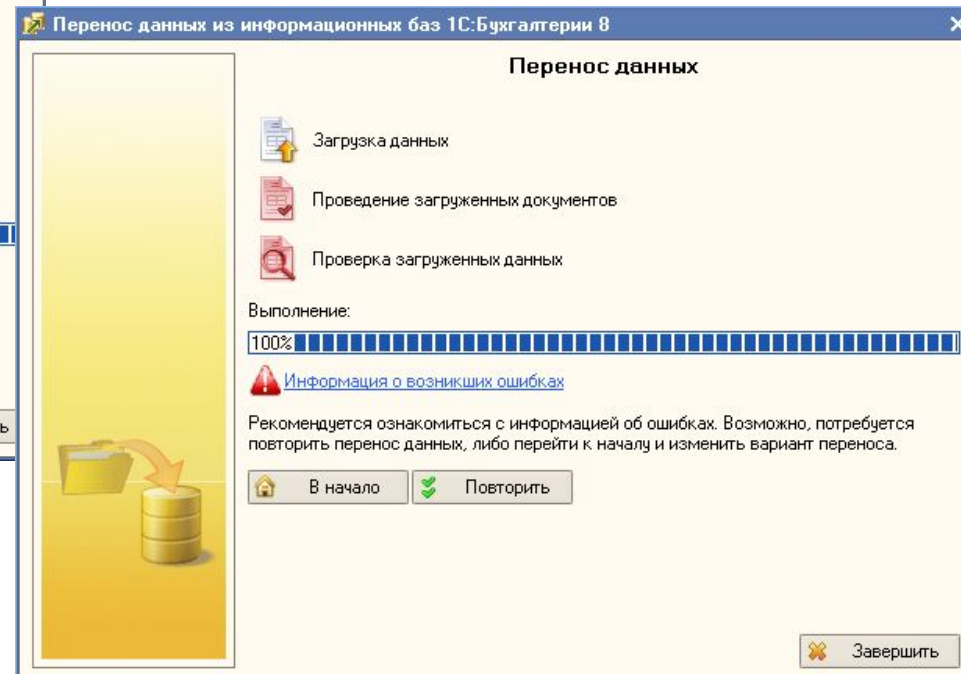 Перенос данных из информационных баз 1С:Бухгалтерии 8
Перенос данных
Загрузка данных
Проведение загруженных документов
Проверка загруженных данных
Выполнение:
100%
Информация о возникших ошибках
Рекомендуется ознакомиться с информацией об ошибках. Возможно, потребуется
повторить перенос данных, либо перейти к началу и изменить вариант переноса.
ь
В начало
Повторить
Завершить